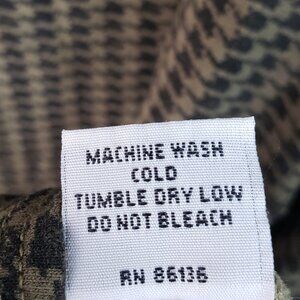 MACHINE WASH
COLD
TUMBLE DRY LOW
DO NOT BLEACH
RN 86136